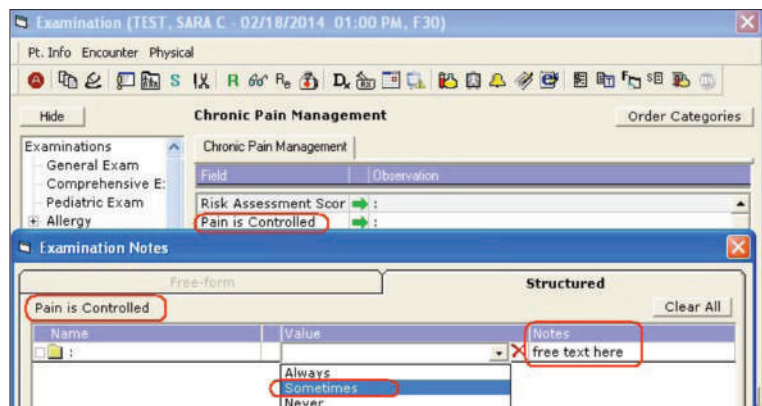 Examination (TEST, SARA C - 02/18/2014 01:00 PM, F30)
Pt. Info Encounter Physical
S R Re Dx
Hide Chronic Pain Management Order Categories
Examinations Chronic Pain Management
General Exam Field Observation
Comprehensive E:
Pediatric Exam Risk Assessment Scor :
Allergy Pain is Controlled :
Examination Notes
Free-form Structured
Pain is Controlled Clear All
Name Value Notes
: free text here
Always
Sometimes
Never